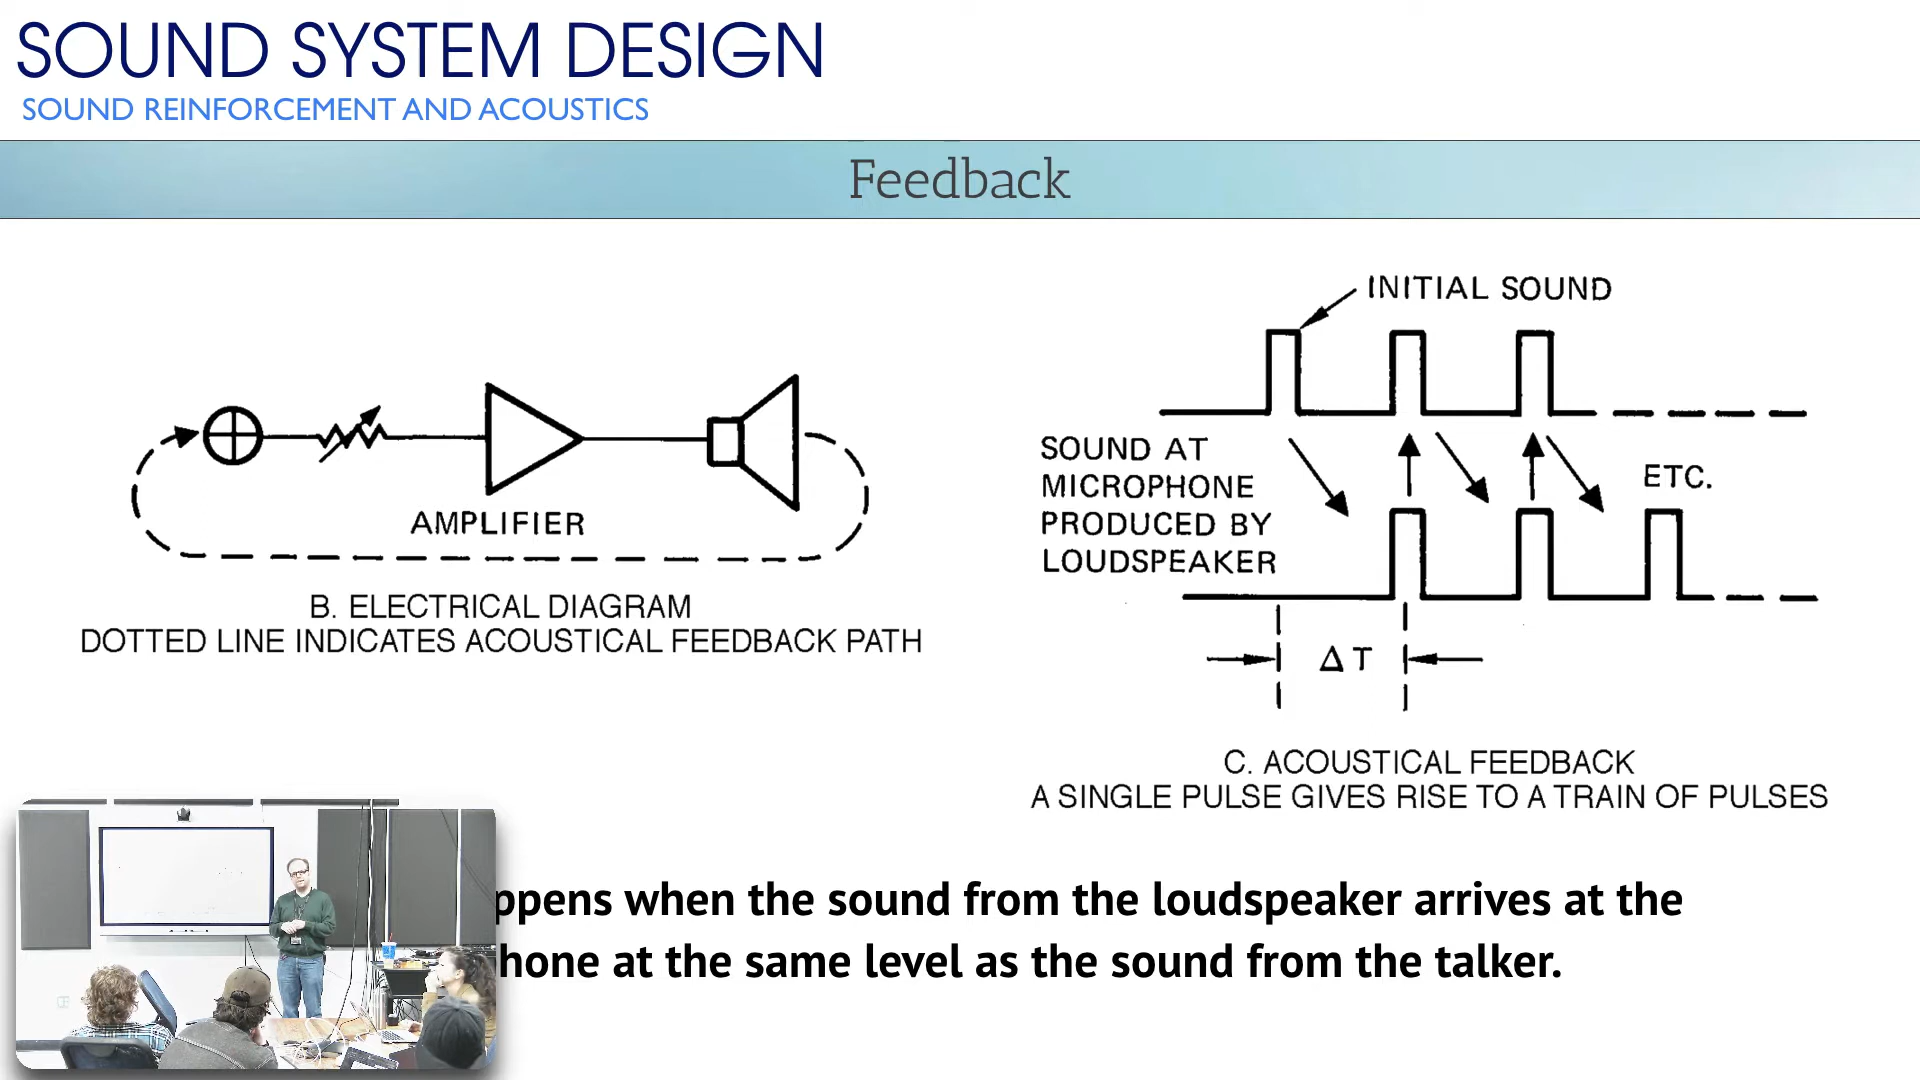 SOUND SYSTEM DESIGN
SOUND REINFORCEMENT AND ACOUSTICS
Feedback
AMPLIFIER
B. ELECTRICAL DIAGRAM
DOTTED LINE INDICATES ACOUSTICAL FEEDBACK PATH
INITIAL SOUND
SOUND AT
MICROPHONE
PRODUCED BY
LOUDSPEAKER
ETC.
ΔT
C. ACOUSTICAL FEEDBACK
A SINGLE PULSE GIVES RISE TO A TRAIN OF PULSES
when the sound from the loudspeaker arrives at the
at the same level as the sound from the talker.